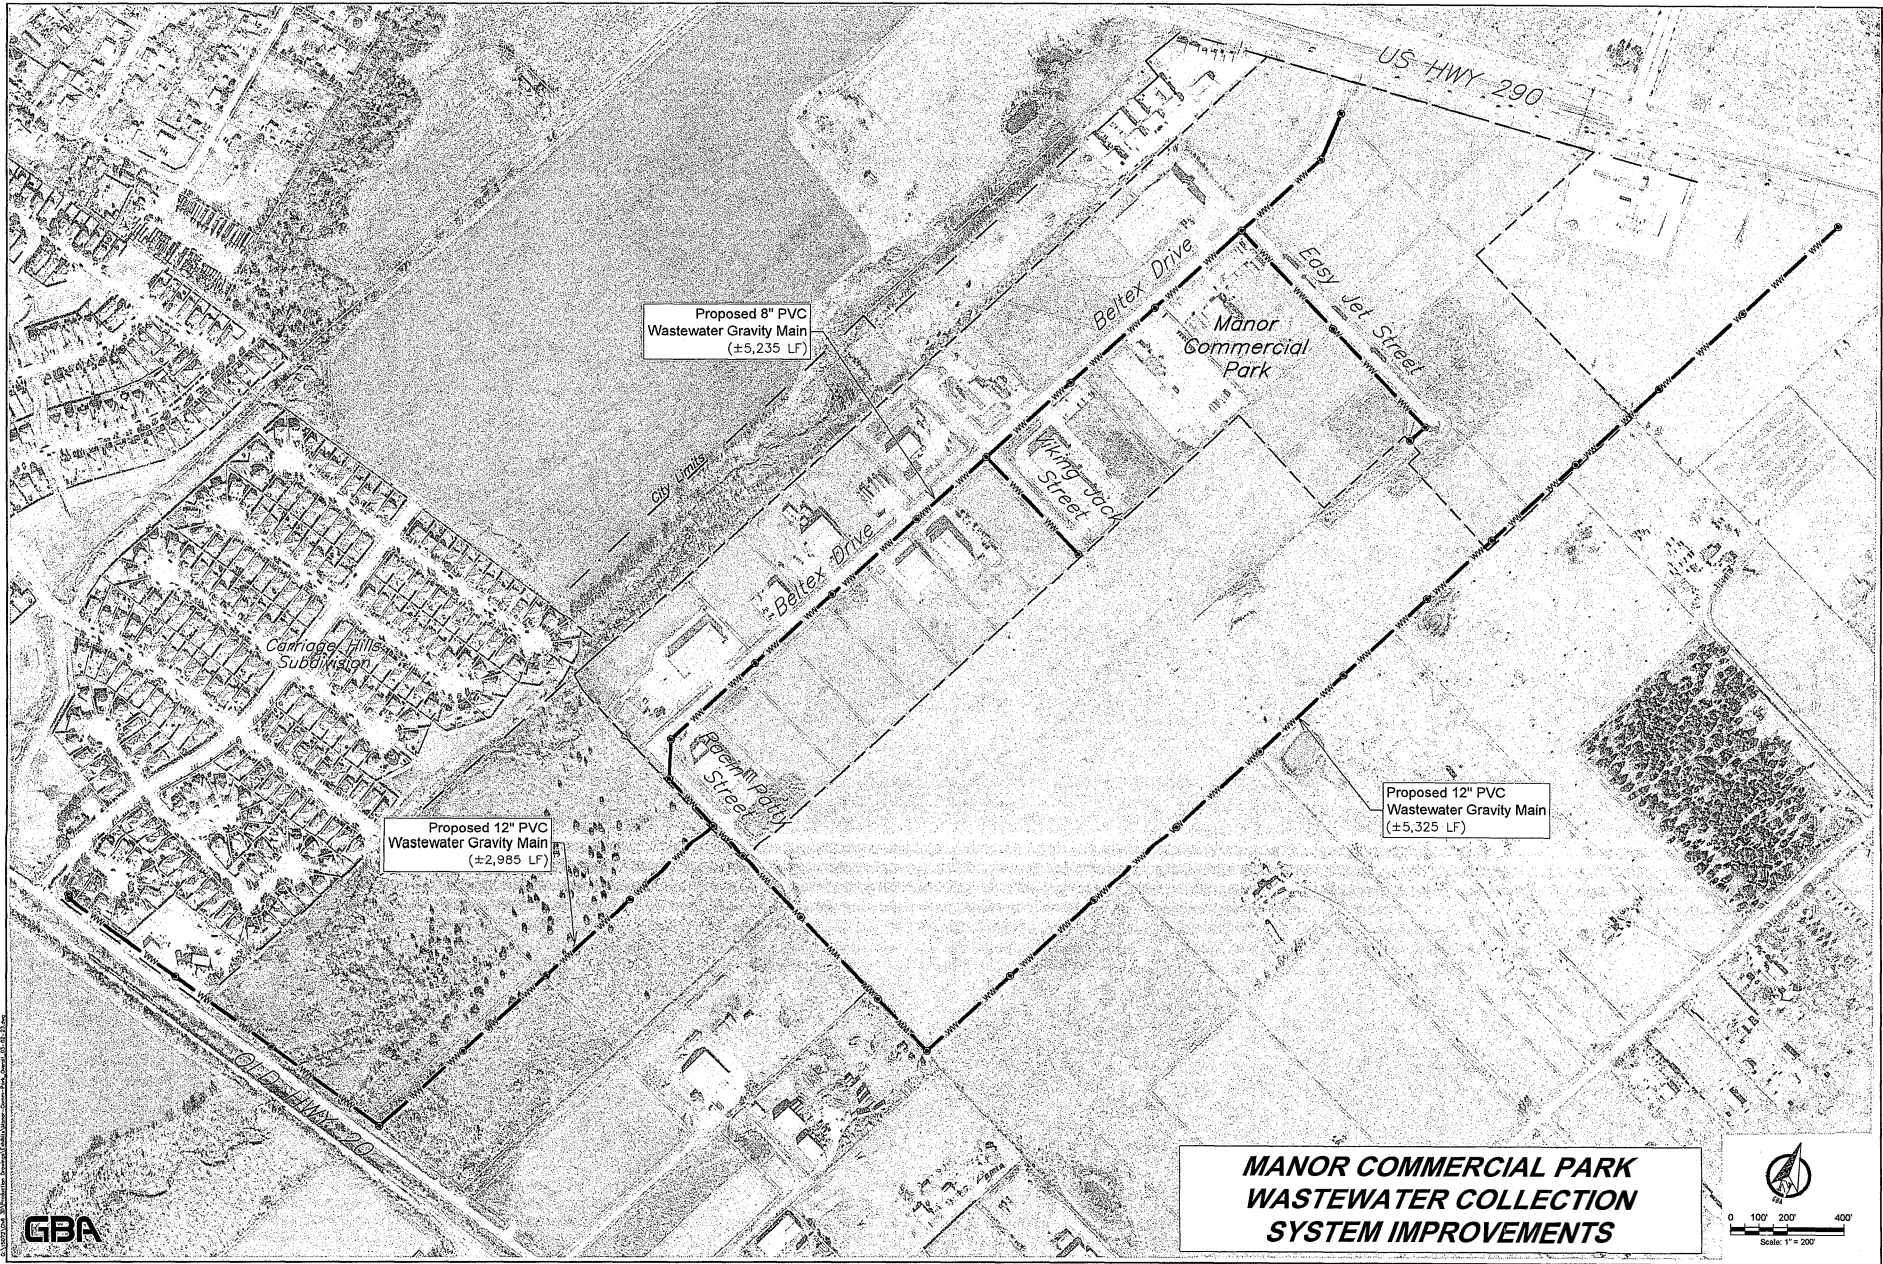 US HWY 290
Proposed 8" PVC
Wastewater Gravity Main
(±5,235 LF)
Beltex Drive
Easy Jet Street
Manor
Commercial
Park
City Limits
Viking Jack
Street
Beltex Drive
Carriage Hills
Subdivision
Street
Proposed 12" PVC
Wastewater Gravity Main
(±2,985 LF)
Proposed 12" PVC
Wastewater Gravity Main
(±5,325 LF)
Old HWY 20
MANOR COMMERCIAL PARK
WASTEWATER COLLECTION
SYSTEM IMPROVEMENTS
GBA
GBA
0 100' 200' 400'
Scale: 1" = 200'